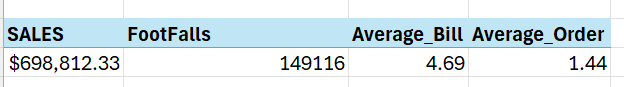 SALES FootFalls Average_Bill Average_Order
$698,812.33 149116 4.69 1.44